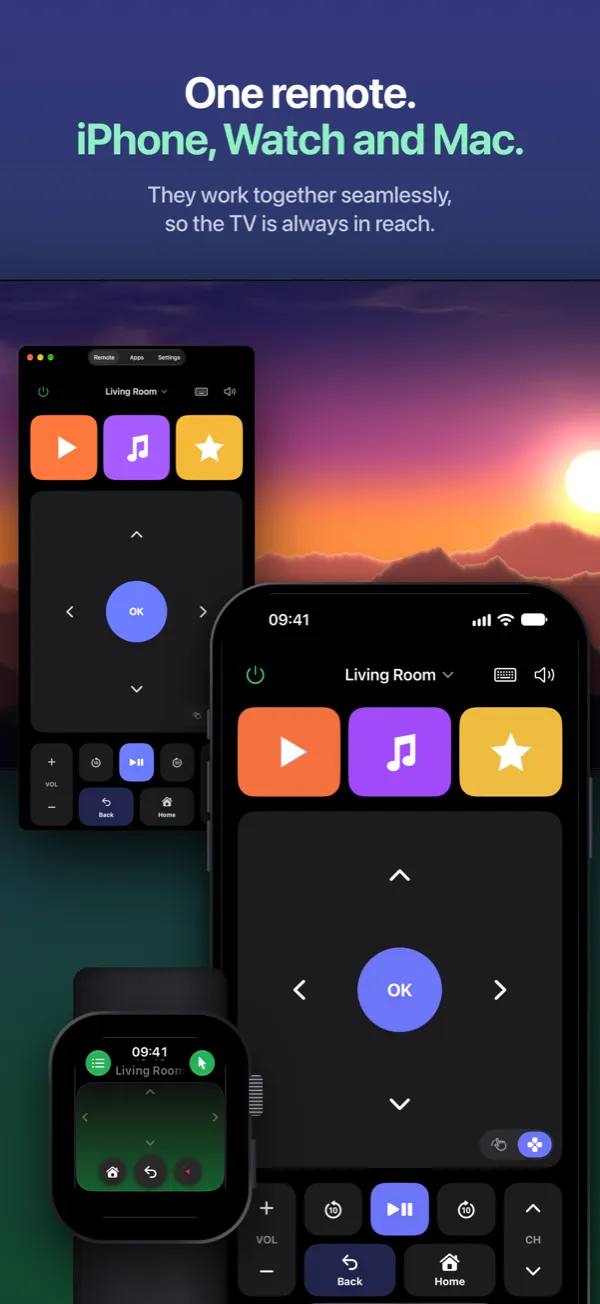 One remote.
iPhone, Watch and Mac.
They work together seamlessly,
so the TV is always in reach.
Remote Apps Settings
Living Room
OK
VOL
Back Home
09:41
Living Room
OK
10 10
VOL CH
Back Home
09:41
Living Room